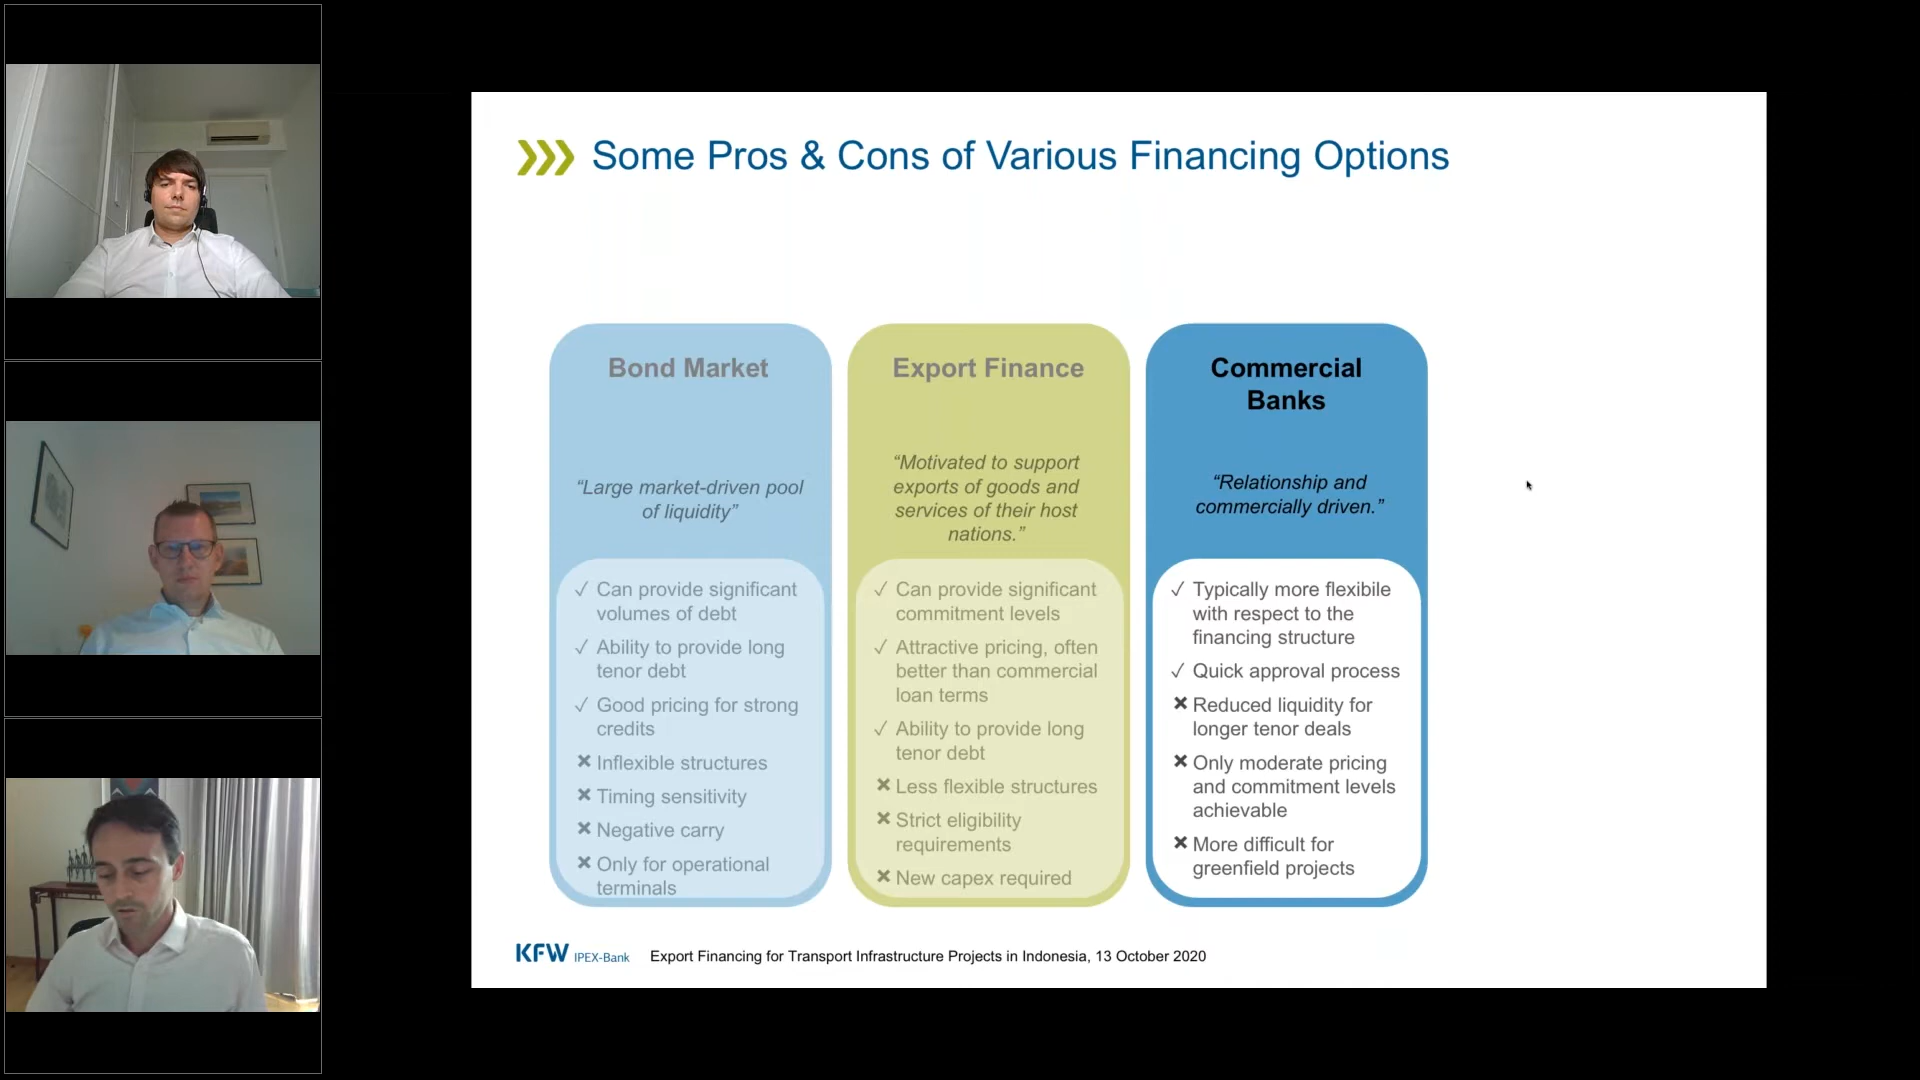 Some Pros & Cons of Various Financing Options
Bond Market
“Large market-driven pool
of liquidity”
✓ Can provide significant
volumes of debt
✓ Ability to provide long
tenor debt
✓ Good pricing for strong
credits
✖ Inflexible structures
✖ Timing sensitivity
✖ Negative carry
✖ Only for operational
terminals
Export Finance
“Motivated to support
exports of goods and
services of their host
nations.”
✓ Can provide significant
commitment levels
✓ Attractive pricing, often
better than commercial
loan terms
✓ Ability to provide long
tenor debt
✖ Less flexible structures
✖ Strict eligibility
requirements
✖ New capex required
Commercial
Banks
“Relationship and
commercially driven.”
✓ Typically more flexibile
with respect to the
financing structure
✓ Quick approval process
✖ Reduced liquidity for
longer tenor deals
✖ Only moderate pricing
and commitment levels
achievable
✖ More difficult for
greenfield projects
KFW IPEX-Bank
Export Financing for Transport Infrastructure Projects in Indonesia, 13 October 2020